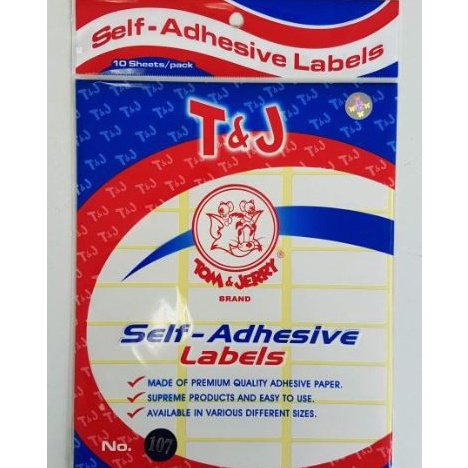 Self-Adhesive Labels
10 Sheets/pack
T&J
TOM & JERRY
®
BRAND
Self-Adhesive
Labels
✓ MADE OF PREMIUM QUALITY ADHESIVE PAPER.
✓ SUPREME PRODUCTS AND EASY TO USE.
✓ AVAILABLE IN VARIOUS DIFFERENT SIZES.
No. 107